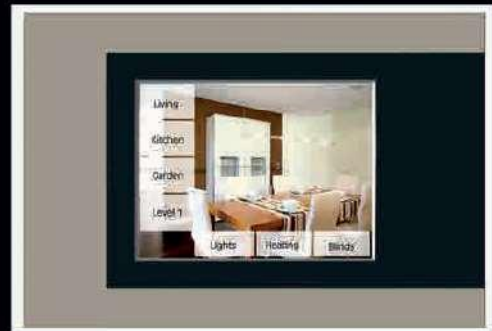 Living
Kitchen
Garden
Level 1
Lights
Heating
Blinds